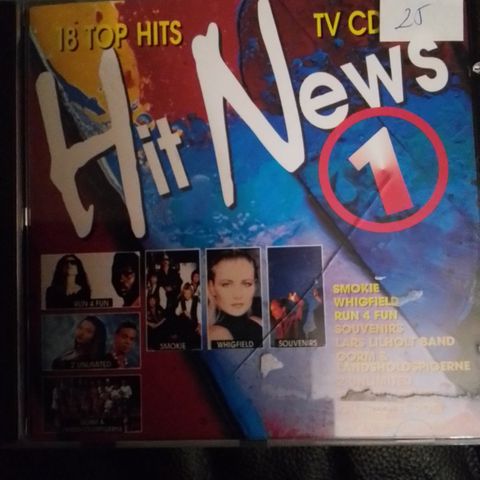 18 TOP HITS
TV CD
25
Hit News
1
RUN 4 FUN
2 UNLIMITED
SMOKIE
WHIGFIELD
SOUVENIRS
SMOKIE
WHIGFIELD
RUN 4 FUN
SOUVENIRS
LARS LILHOLT BAND
GORM &
LANDSHOLDSPIGERNE